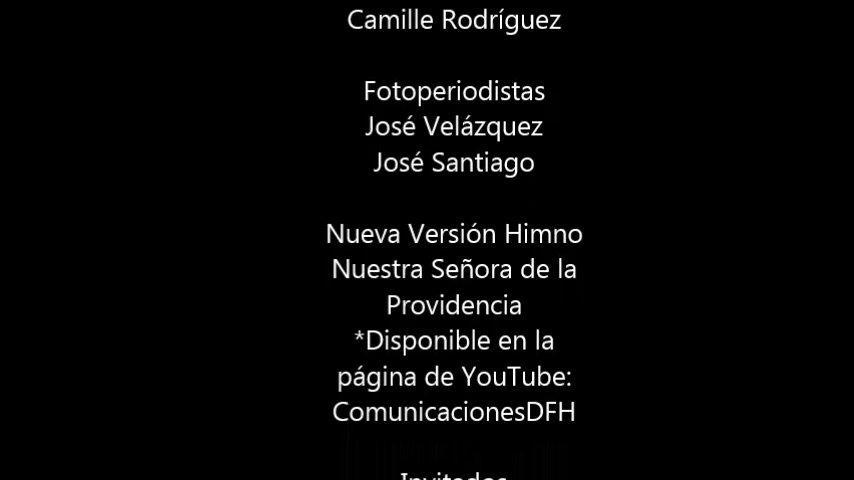 Camille Rodríguez
Fotoperiodistas
José Velázquez
José Santiago
Nueva Versión Himno
Nuestra Señora de la
Providencia
*Disponible en la
página de YouTube:
ComunicacionesDFH
Invitados